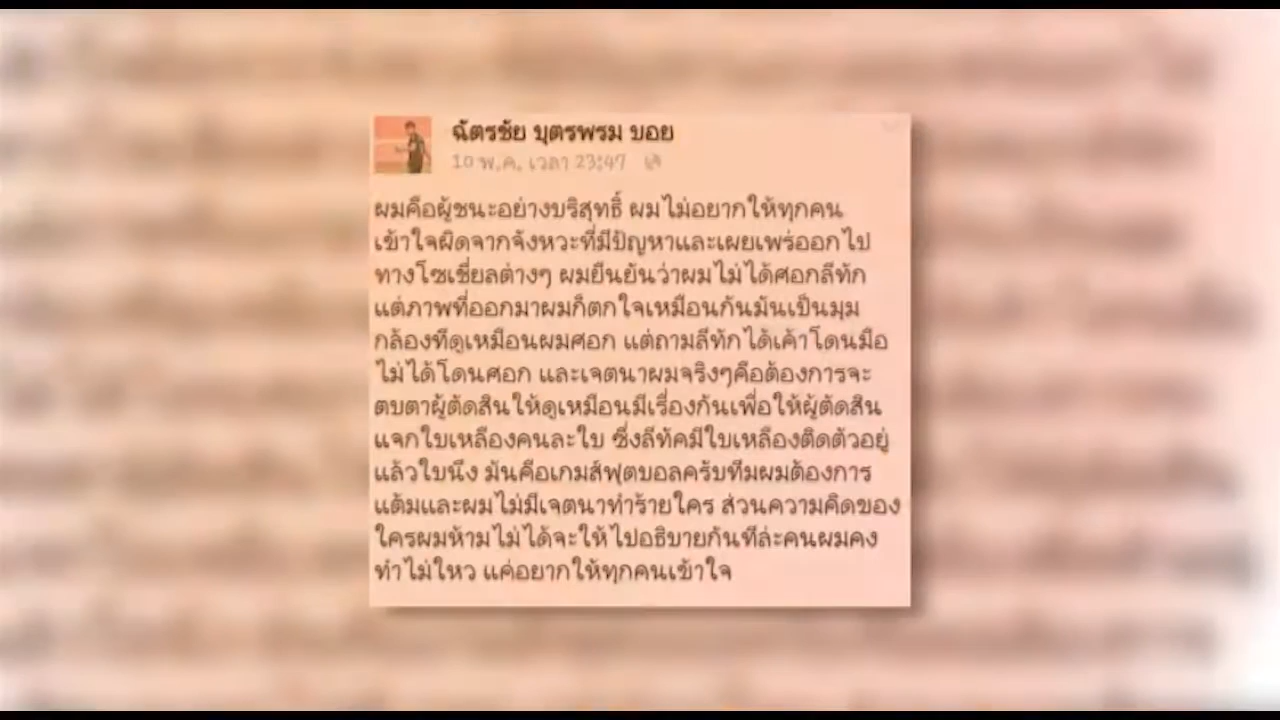 ฉัตรชัย บุตรพรม บอย
10 พ.ค. เวลา 23:47
ผมคือผู้ชนะอย่างบริสุทธิ์ ผมไม่อยากให้ทุกคน
เข้าใจผิดจากจังหวะที่มีปัญหาและเผยเพร่ออกไป
ทางโซเชี่ยลต่างๆ ผมยืนยันว่าผมไม่ได้ศอกลีทัก
แต่ภาพที่ออกมาผมก็ตกใจเหมือนกันมันเป็นมุม
กล้องทีดูเหมือนผมศอก แต่ถามลีทักได้เค้าโดนมือ
ไม่ได้โดนศอก และเจตนาผมจริงๆคือต้องการจะ
ตบตาผู้ตัดสินให้ดูเหมือนมีเรื่องกันเพื่อให้ผู้ตัดสิน
แจกใบเหลืองคนละใบ ซึ่งลีทัคมีใบเหลืองติดตัวอยู่
แล้วใบนึง มันคือเกมส์ฟุตบอลครับทีมผมต้องการ
แต้มและผมไม่มีเจตนาทำร้ายใคร ส่วนความคิดของ
ใครผมห้ามไม่ได้จะให้ไปอธิบายกันทีล่ะคนผมคง
ทำไม่ใหว แค่อยากให้ทุกคนเข้าใจ